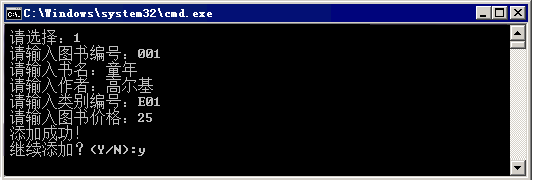 C:\Windows\system32\cmd.exe
请选择：1
请输入图书编号：001
请输入书名：童年
请输入作者：高尔基
请输入类别编号：E01
请输入图书价格：25
添加成功！
继续添加？(Y/N):y